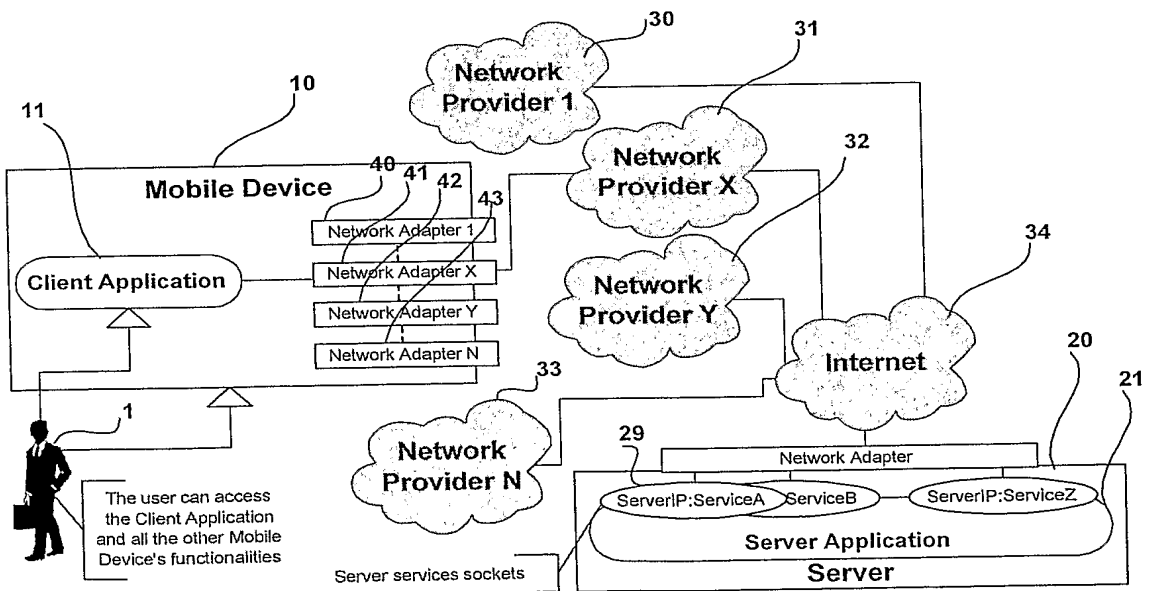 30
31
Network
Provider 1
10
11
32
Network
Provider X
40
41
42
43
Mobile Device
34
Network Adapter 1
Client Application
Network Adapter X
Network
Provider Y
Network Adapter Y
Network Adapter N
Internet
20
21
33
1
29
Network
Provider N
Network Adapter
The user can access
the Client Application
and all the other Mobile
Device's functionalities
ServerIP:ServiceA
ServiceB
ServerIP:ServiceZ
Server Application
Server services sockets
Server